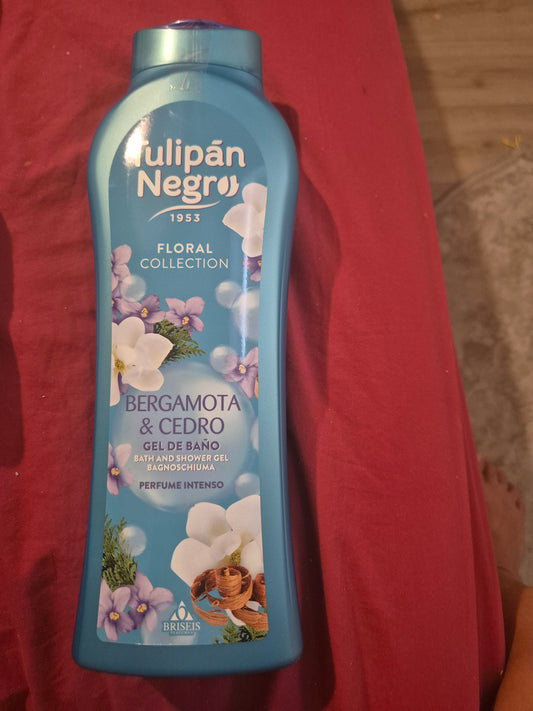 Tulipán
Negro
1953
FLORAL
COLLECTION
BERGAMOTA
& CEDRO
GEL DE BAÑO
BATH AND SHOWER GEL
BAGNOSCHIUMA
PERFUME INTENSO
BRISEIS